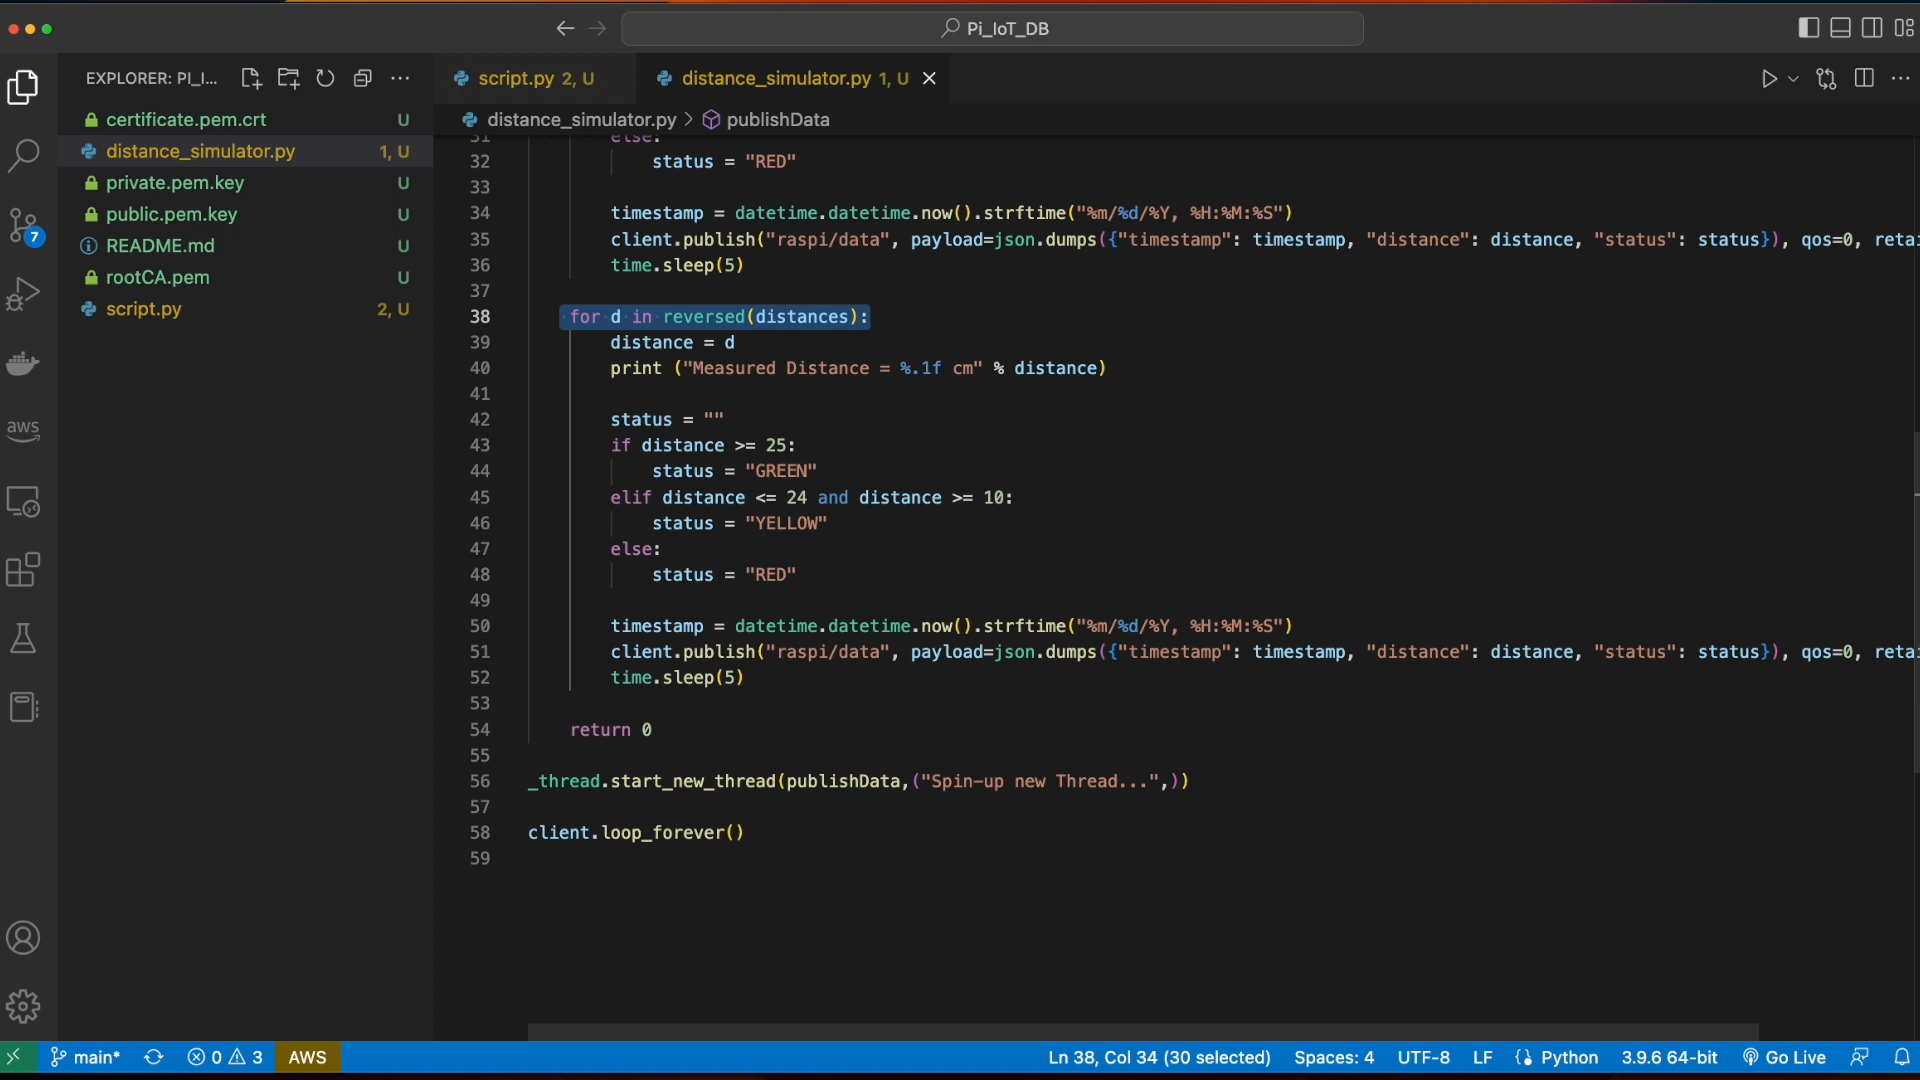 Pi_IoT_DB
EXPLORER: PI_I...
script.py 2, U
distance_simulator.py 1, U
certificate.pem.crt U
distance_simulator.py 1, U
private.pem.key U
public.pem.key U
README.md U
rootCA.pem U
script.py 2, U
7
aws
distance_simulator.py > publishData
31 else:
32 status = "RED"
33
34 timestamp = datetime.datetime.now().strftime("%m/%d/%Y, %H:%M:%S")
35 client.publish("raspi/data", payload=json.dumps({"timestamp": timestamp, "distance": distance, "status": status}), qos=0, retai
36 time.sleep(5)
37
38 for d in reversed(distances):
39 distance = d
40 print ("Measured Distance = %.1f cm" % distance)
41
42 status = ""
43 if distance >= 25:
44 status = "GREEN"
45 elif distance <= 24 and distance >= 10:
46 status = "YELLOW"
47 else:
48 status = "RED"
49
50 timestamp = datetime.datetime.now().strftime("%m/%d/%Y, %H:%M:%S")
51 client.publish("raspi/data", payload=json.dumps({"timestamp": timestamp, "distance": distance, "status": status}), qos=0, retai
52 time.sleep(5)
53
54 return 0
55
56 _thread.start_new_thread(publishData,("Spin-up new Thread...",))
57
58 client.loop_forever()
59
main* 0 3 AWS Ln 38, Col 34 (30 selected) Spaces: 4 UTF-8 LF Python 3.9.6 64-bit Go Live